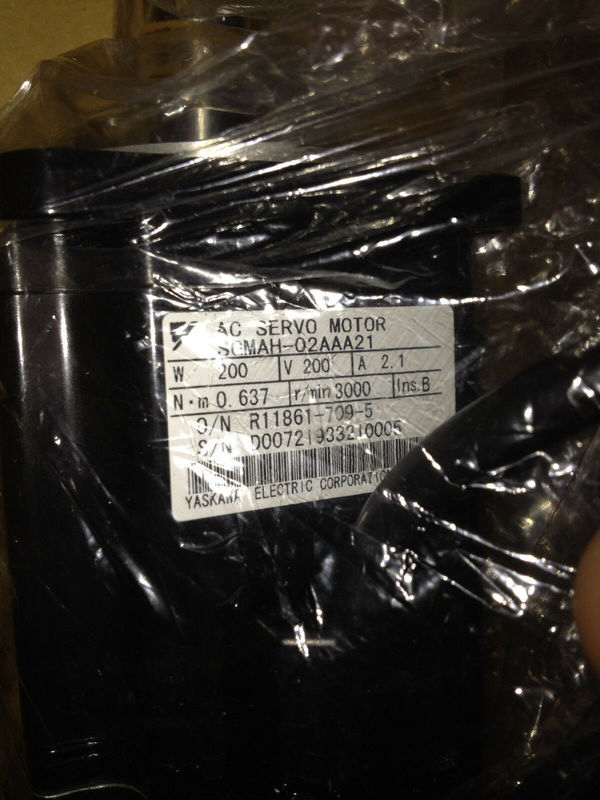 AC SERVO MOTOR
SGMAH-02AAA21
W 200 V 200 A 2.1
N·m 0.637 r/min 3000 Ins.B
O/N R11861-709-5
S/N D00721933210005
YASKAWA ELECTRIC CORPORATION